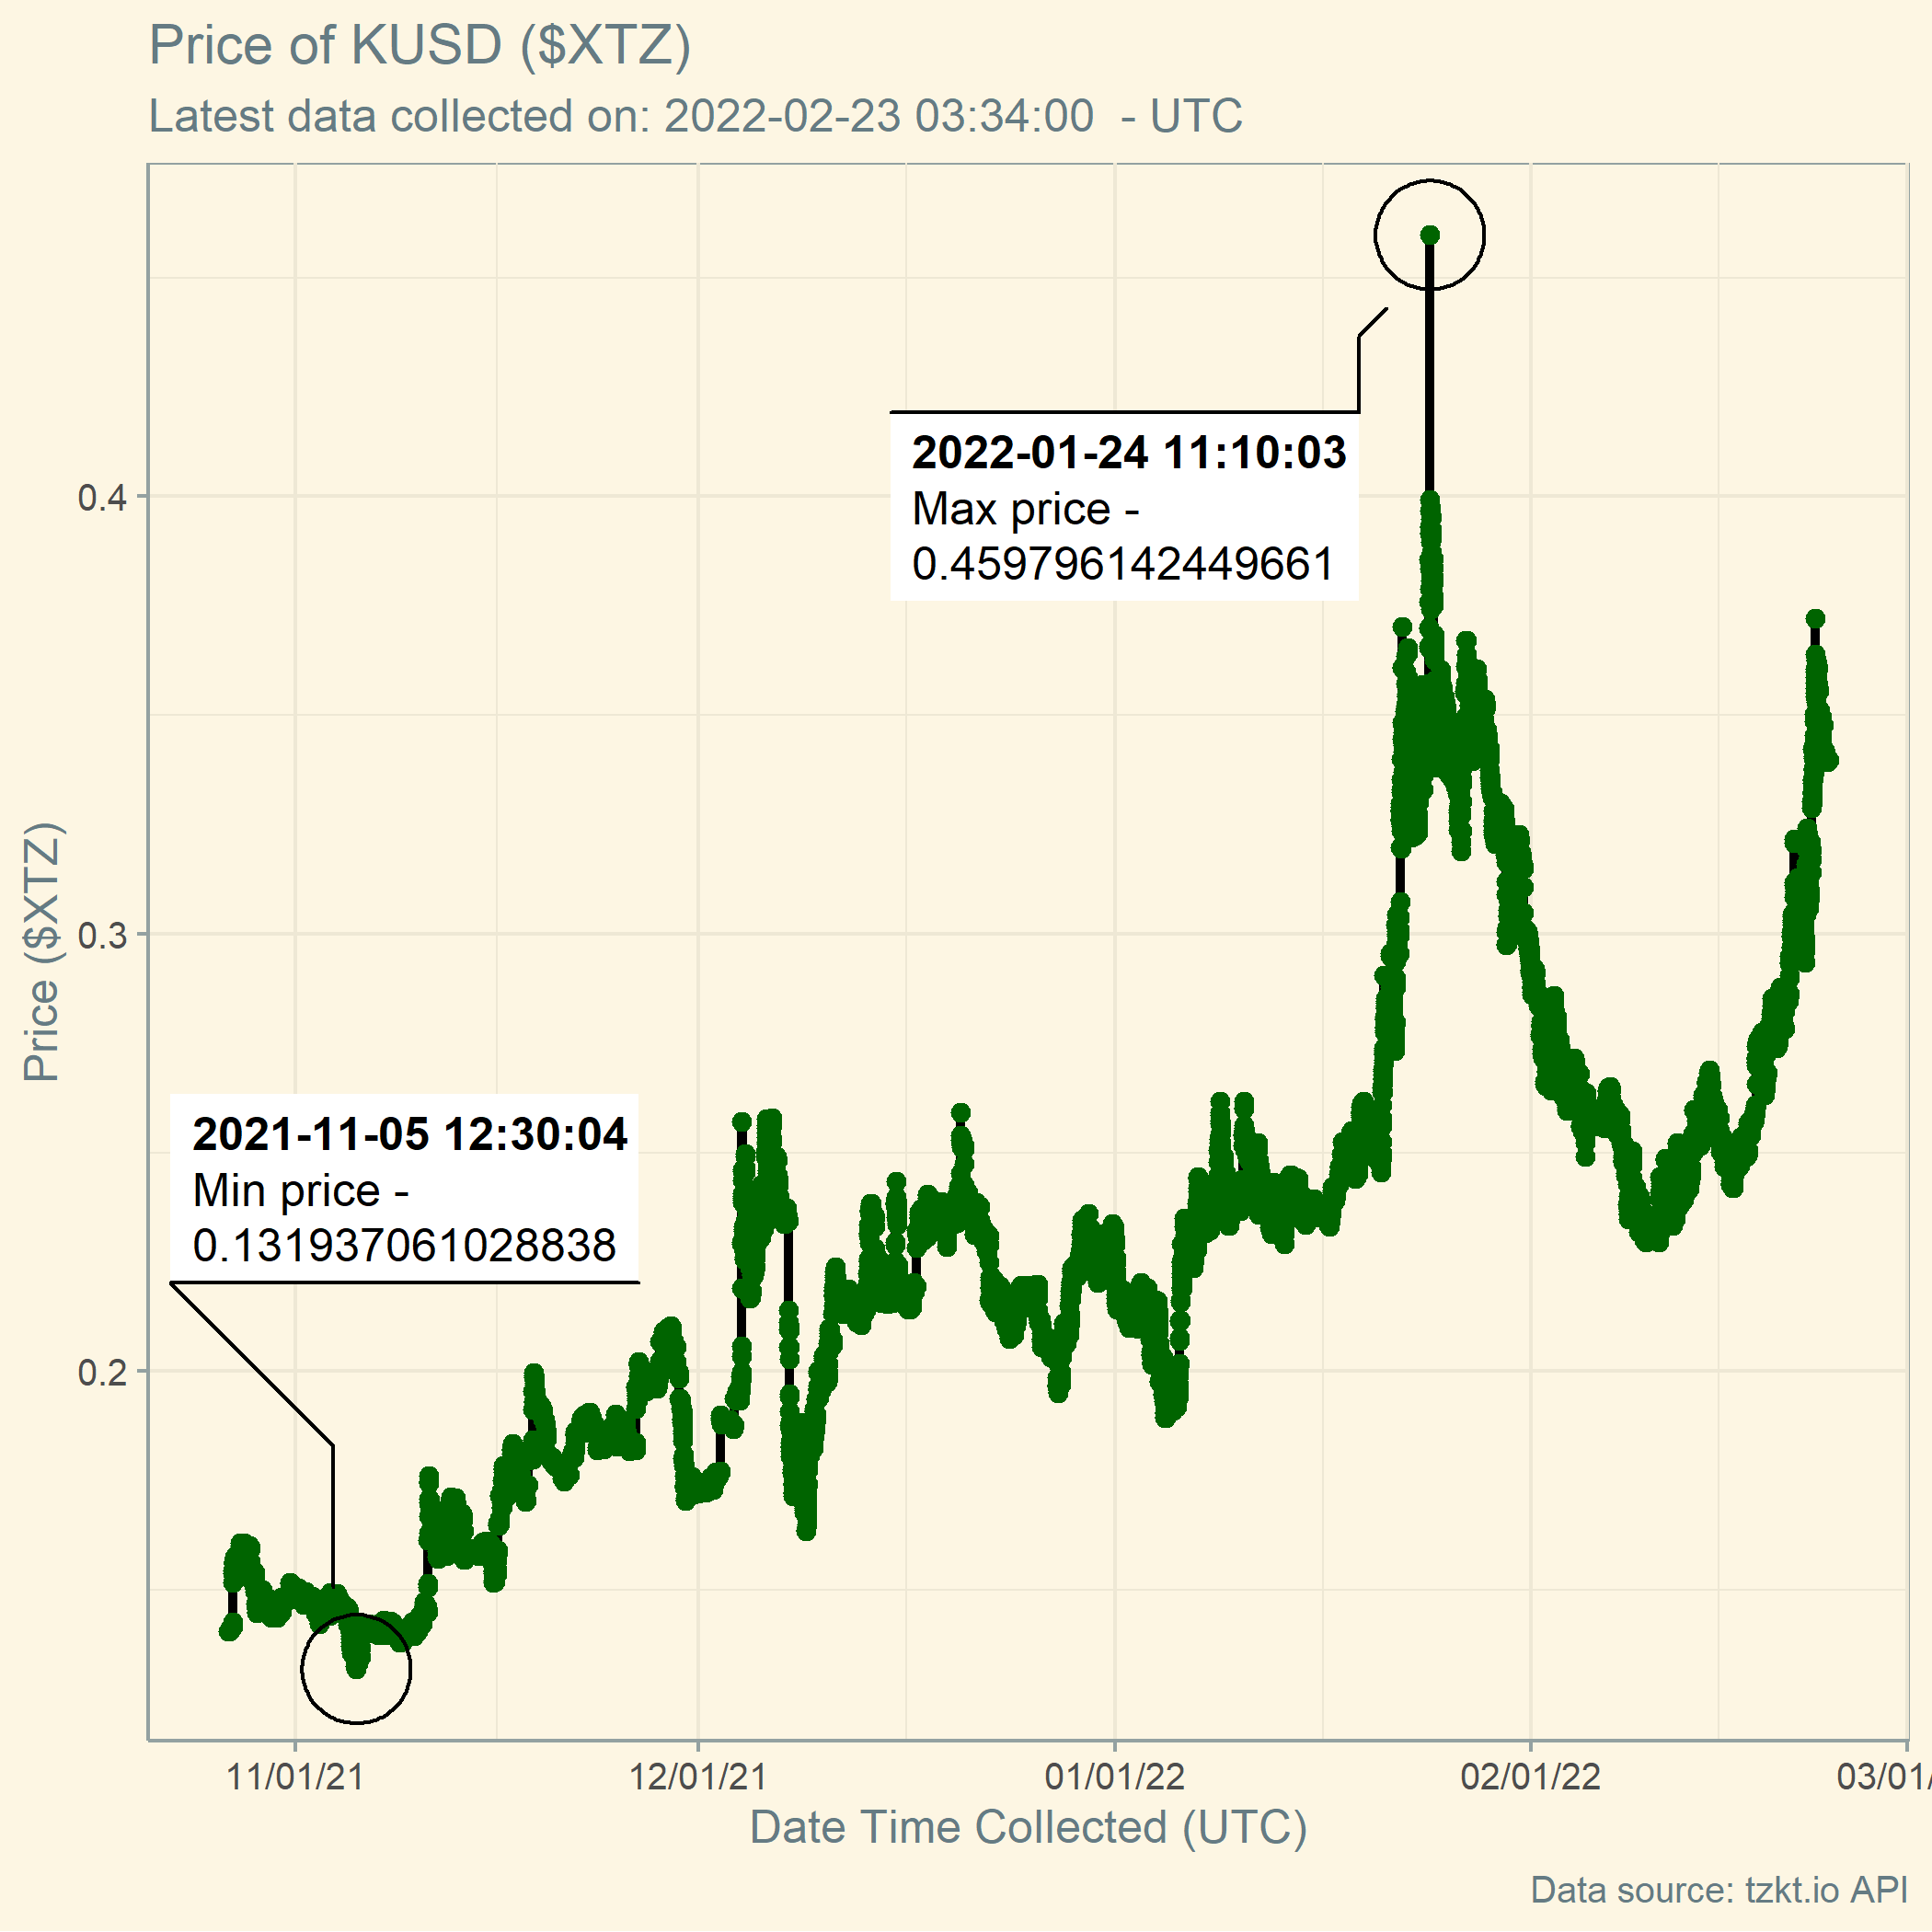 Price of KUSD ($XTZ)
Latest data collected on: 2022-02-23 03:34:00  - UTC
2022-01-24 11:10:03
Max price -
0.459796142449661
2021-11-05 12:30:04
Min price -
0.131937061028838
Price ($XTZ)
0.4
0.3
0.2
11/01/21
12/01/21
01/01/22
02/01/22
03/01/
Date Time Collected (UTC)
Data source: tzkt.io API